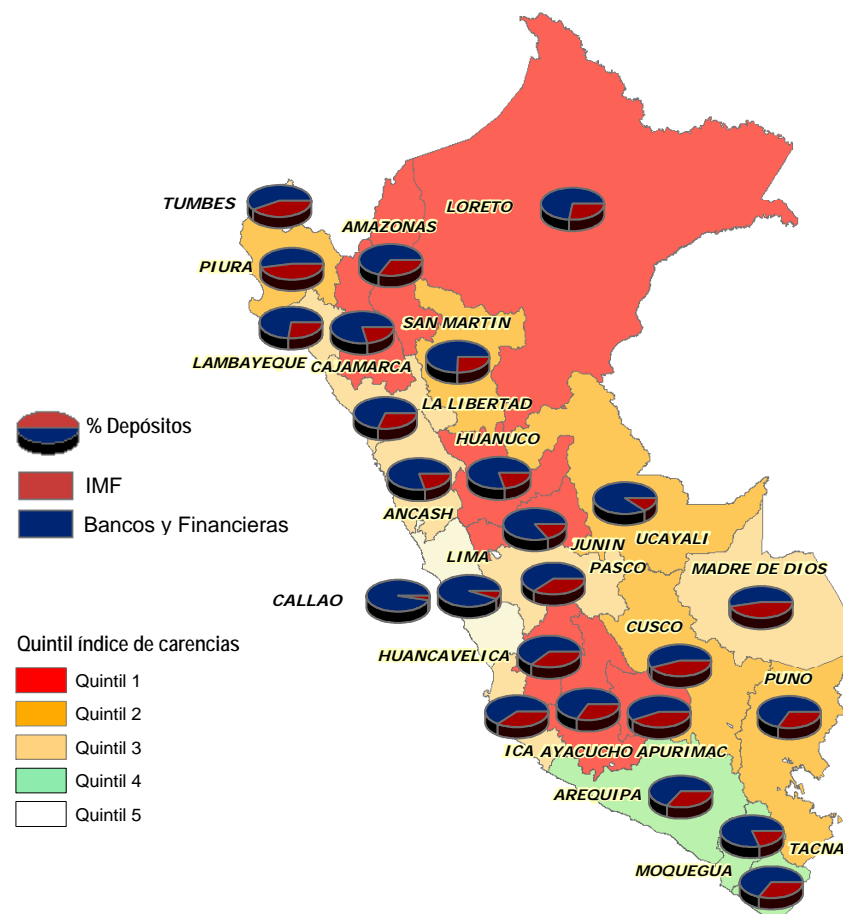 TUMBES
LORETO
AMAZONAS
PIURA
SAN MARTIN
LAMBAYEQUE
CAJAMARCA
LA LIBERTAD
% Depósitos
HUANUCO
IMF
ANCASH
Bancos y Financieras
UCAYALI
JUNIN
LIMA
PASCO
MADRE DE DIOS
CALLAO
CUSCO
Quintil índice de carencias
HUANCAVELICA
Quintil 1
PUNO
Quintil 2
Quintil 3
ICA AYACUCHO APURIMAC
Quintil 4
AREQUIPA
Quintil 5
TACNA
MOQUEGUA